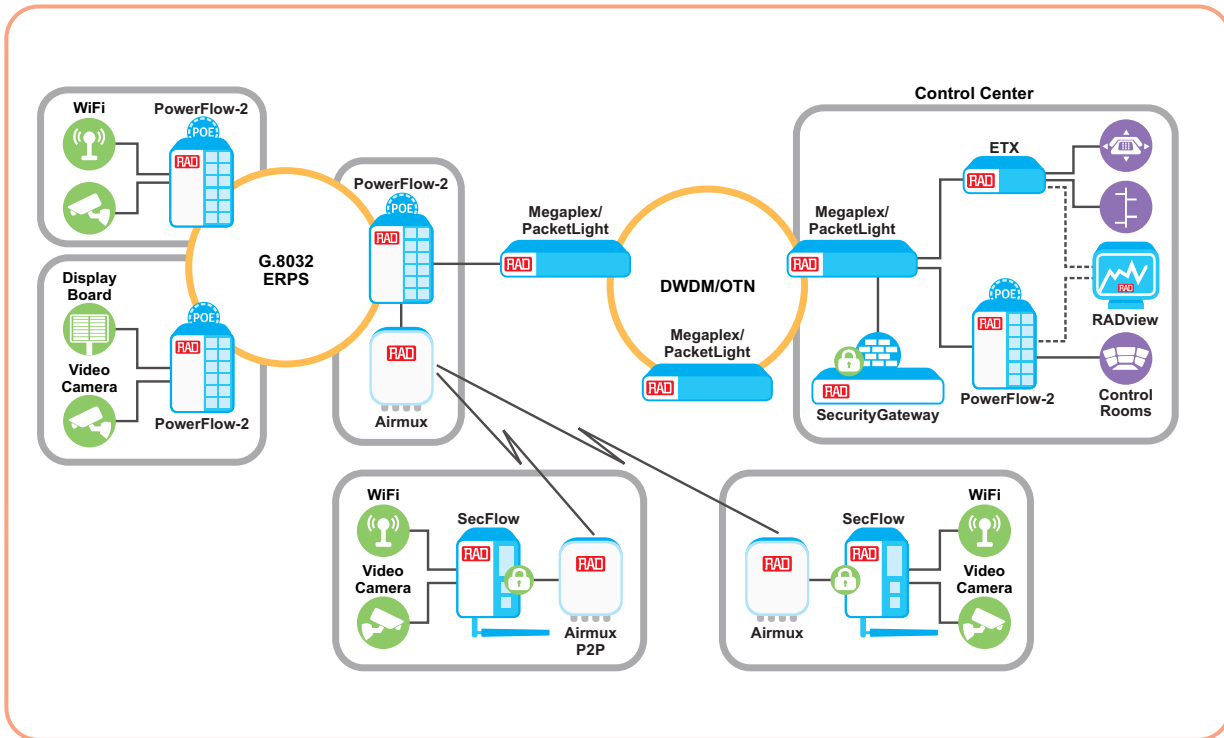 Control Center
WiFi
PowerFlow-2
POE
RAD
G.8032
ERPS
Display
Board
Video
Camera
POE
RAD
PowerFlow-2
PowerFlow-2
POE
RAD
RAD
Airmux
Megaplex/
PacketLight
RAD
DWDM/OTN
Megaplex/
PacketLight
RAD
Megaplex/
PacketLight
RAD
RAD
SecurityGateway
ETX
RAD
POE
RAD
PowerFlow-2
RAD
RADview
Control
Rooms
WiFi
Video
Camera
SecFlow
RAD
RAD
Airmux
P2P
RAD
Airmux
SecFlow
RAD
WiFi
Video
Camera